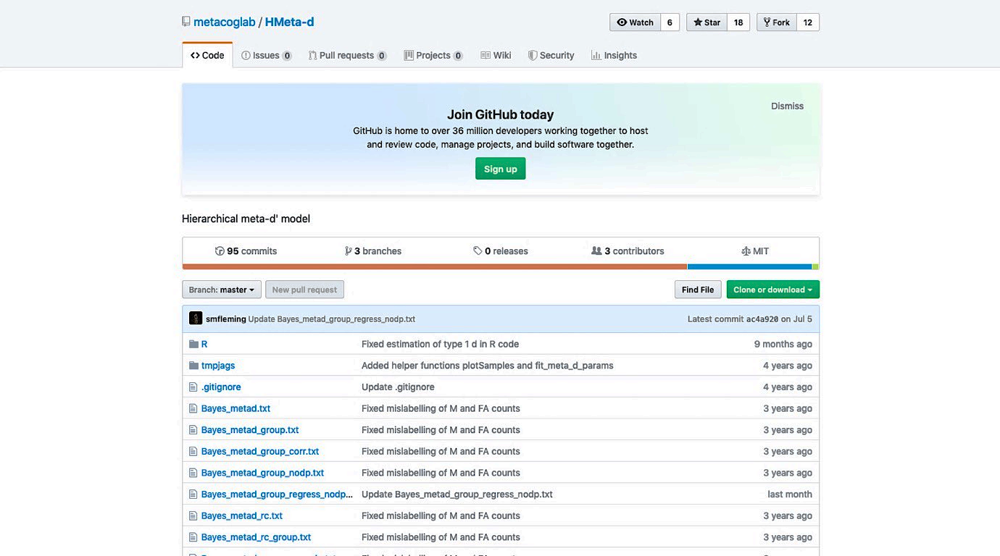 metacoglab / HMeta-d
Watch 6 Star 18 Fork 12
Code Issues 0 Pull requests 0 Projects 0 Wiki Security Insights
Dismiss
Join GitHub today
GitHub is home to over 36 million developers working together to host
and review code, manage projects, and build software together.
Sign up
Hierarchical meta-d' model
95 commits 3 branches 0 releases 3 contributors MIT
Branch: master New pull request Find File Clone or download
smfleming Update Bayes_metad_group_regress_nodp.txt Latest commit ac4a920 on Jul 5
R Fixed estimation of type 1 d in R code 9 months ago
tmpjags Added helper functions plotSamples and fit_meta_d_params 4 years ago
.gitignore Update .gitignore 4 years ago
Bayes_metad.txt Fixed mislabelling of M and FA counts 3 years ago
Bayes_metad_group.txt Fixed mislabelling of M and FA counts 3 years ago
Bayes_metad_group_corr.txt Fixed mislabelling of M and FA counts 3 years ago
Bayes_metad_group_nodp.txt Fixed mislabelling of M and FA counts 3 years ago
Bayes_metad_group_regress_nodp... Update Bayes_metad_group_regress_nodp.txt last month
Bayes_metad_rc.txt Fixed mislabelling of M and FA counts 3 years ago
Bayes_metad_rc_group.txt Fixed mislabelling of M and FA counts 3 years ago